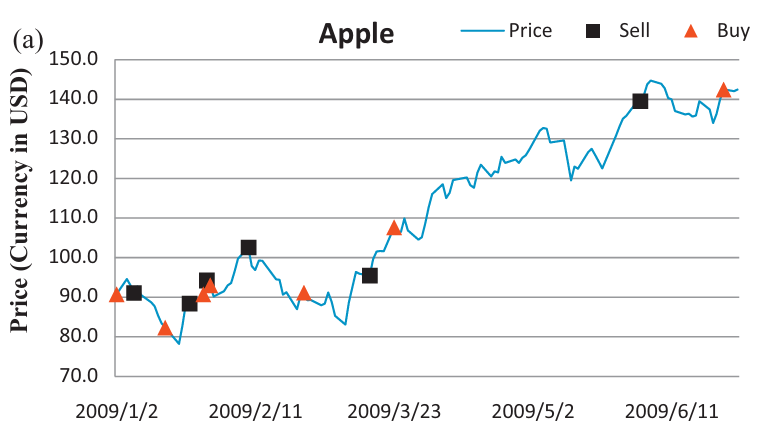 (a)
Apple
Price
Sell
Buy
Price (Currency in USD)
150.0
140.0
130.0
120.0
110.0
100.0
90.0
80.0
70.0
2009/1/2 2009/2/11 2009/3/23 2009/5/2 2009/6/11